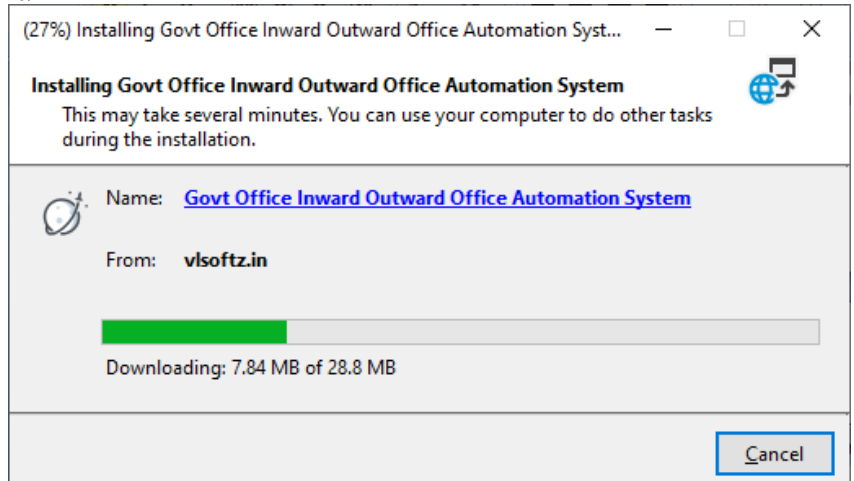 (27%) Installing Govt Office Inward Outward Office Automation Syst...
Installing Govt Office Inward Outward Office Automation System
This may take several minutes. You can use your computer to do other tasks
during the installation.
Name: Govt Office Inward Outward Office Automation System
From: vlsoftz.in
Downloading: 7.84 MB of 28.8 MB
Cancel